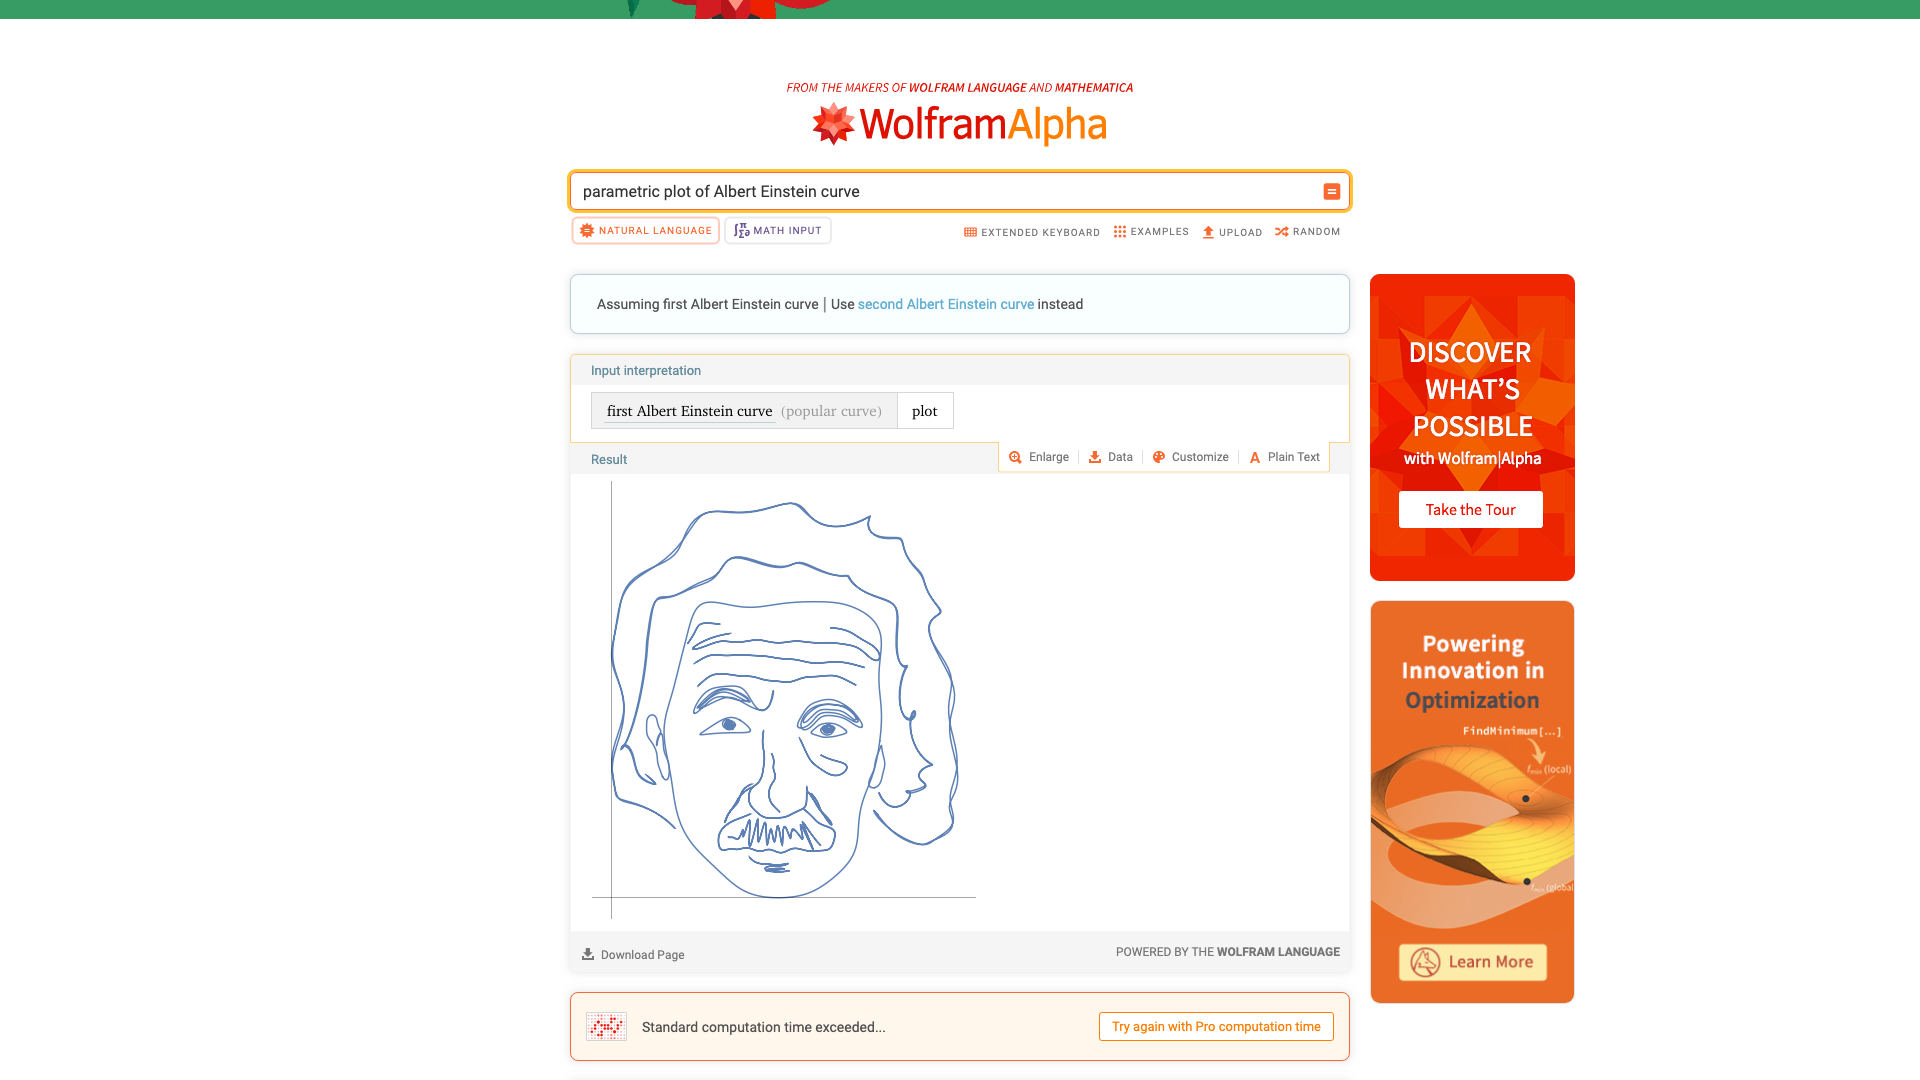 FROM THE MAKERS OF WOLFRAM LANGUAGE AND MATHEMATICA
WolframAlpha
parametric plot of Albert Einstein curve
=
NATURAL LANGUAGE
∫π Σ∂ MATH INPUT
EXTENDED KEYBOARD
EXAMPLES
UPLOAD
RANDOM
Assuming first Albert Einstein curve | Use second Albert Einstein curve instead
Input interpretation
first Albert Einstein curve (popular curve) plot
Result
Enlarge
Data
Customize
A Plain Text
Download Page
POWERED BY THE WOLFRAM LANGUAGE
Standard computation time exceeded...
Try again with Pro computation time
DISCOVER
WHAT'S
POSSIBLE
with Wolfram|Alpha
Take the Tour
Powering
Innovation in
Optimization
FindMinimum[...]
fmin (local)
fmin (global)
Learn More